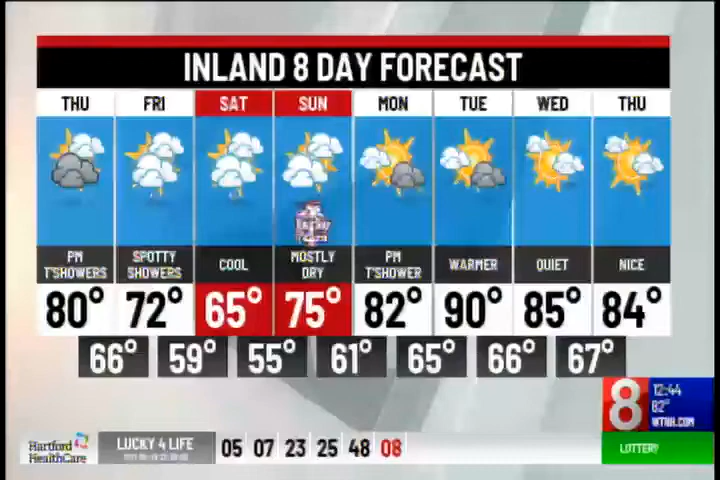 INLAND 8 DAY FORECAST
THU FRI SAT SUN MON TUE WED THU
PM T'SHOWERS
SPOTTY SHOWERS
COOL
MOSTLY DRY
PM T'SHOWER
WARMER
QUIET
NICE
80° 72° 65° 75° 82° 90° 85° 84°
66° 59° 55° 61° 65° 66° 67°
8
12:44
82°
WTNH.COM
Hartford
HealthCare
LUCKY 4 LIFE
05 07 23 25 48 08
LOTTERY